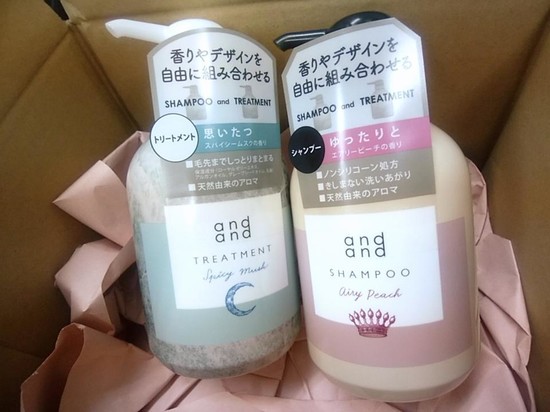 香りやデザインを
自由に組み合わせる
SHAMPOO and TREATMENT
トリートメント
思いたつ
スパイシームスクの香り
■毛先までしっとりまとまる
■天然由来のアロマ
and
and
TREATMENT
Spicy Musk
香りやデザインを
自由に組み合わせる
SHAMPOO and TREATMENT
シャンプー
ゆったりと
エアリーピーチの香り
■ノンシリコーン処方
■きしまない洗いあがり
■天然由来のアロマ
and
and
SHAMPOO
Airy Peach